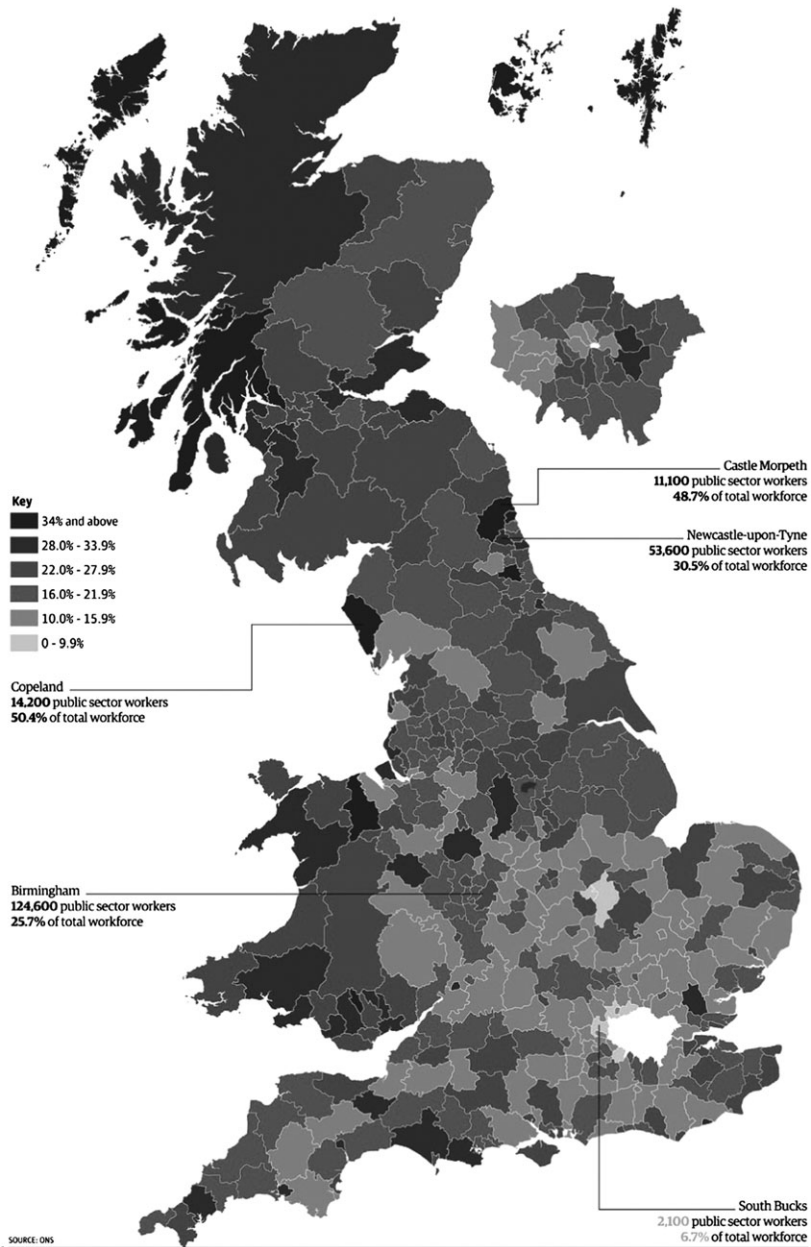 Castle Morpeth
11,100 public sector workers
48.7% of total workforce
Key
34% and above
28.0% - 33.9%
22.0% - 27.9%
16.0% - 21.9%
10.0% - 15.9%
0 - 9.9%
Newcastle-upon-Tyne
53,600 public sector workers
30.5% of total workforce
Copeland
14,200 public sector workers
50.4% of total workforce
Birmingham
124,600 public sector workers
25.7% of total workforce
South Bucks
2,100 public sector workers
6.7% of total workforce
SOURCE: ONS